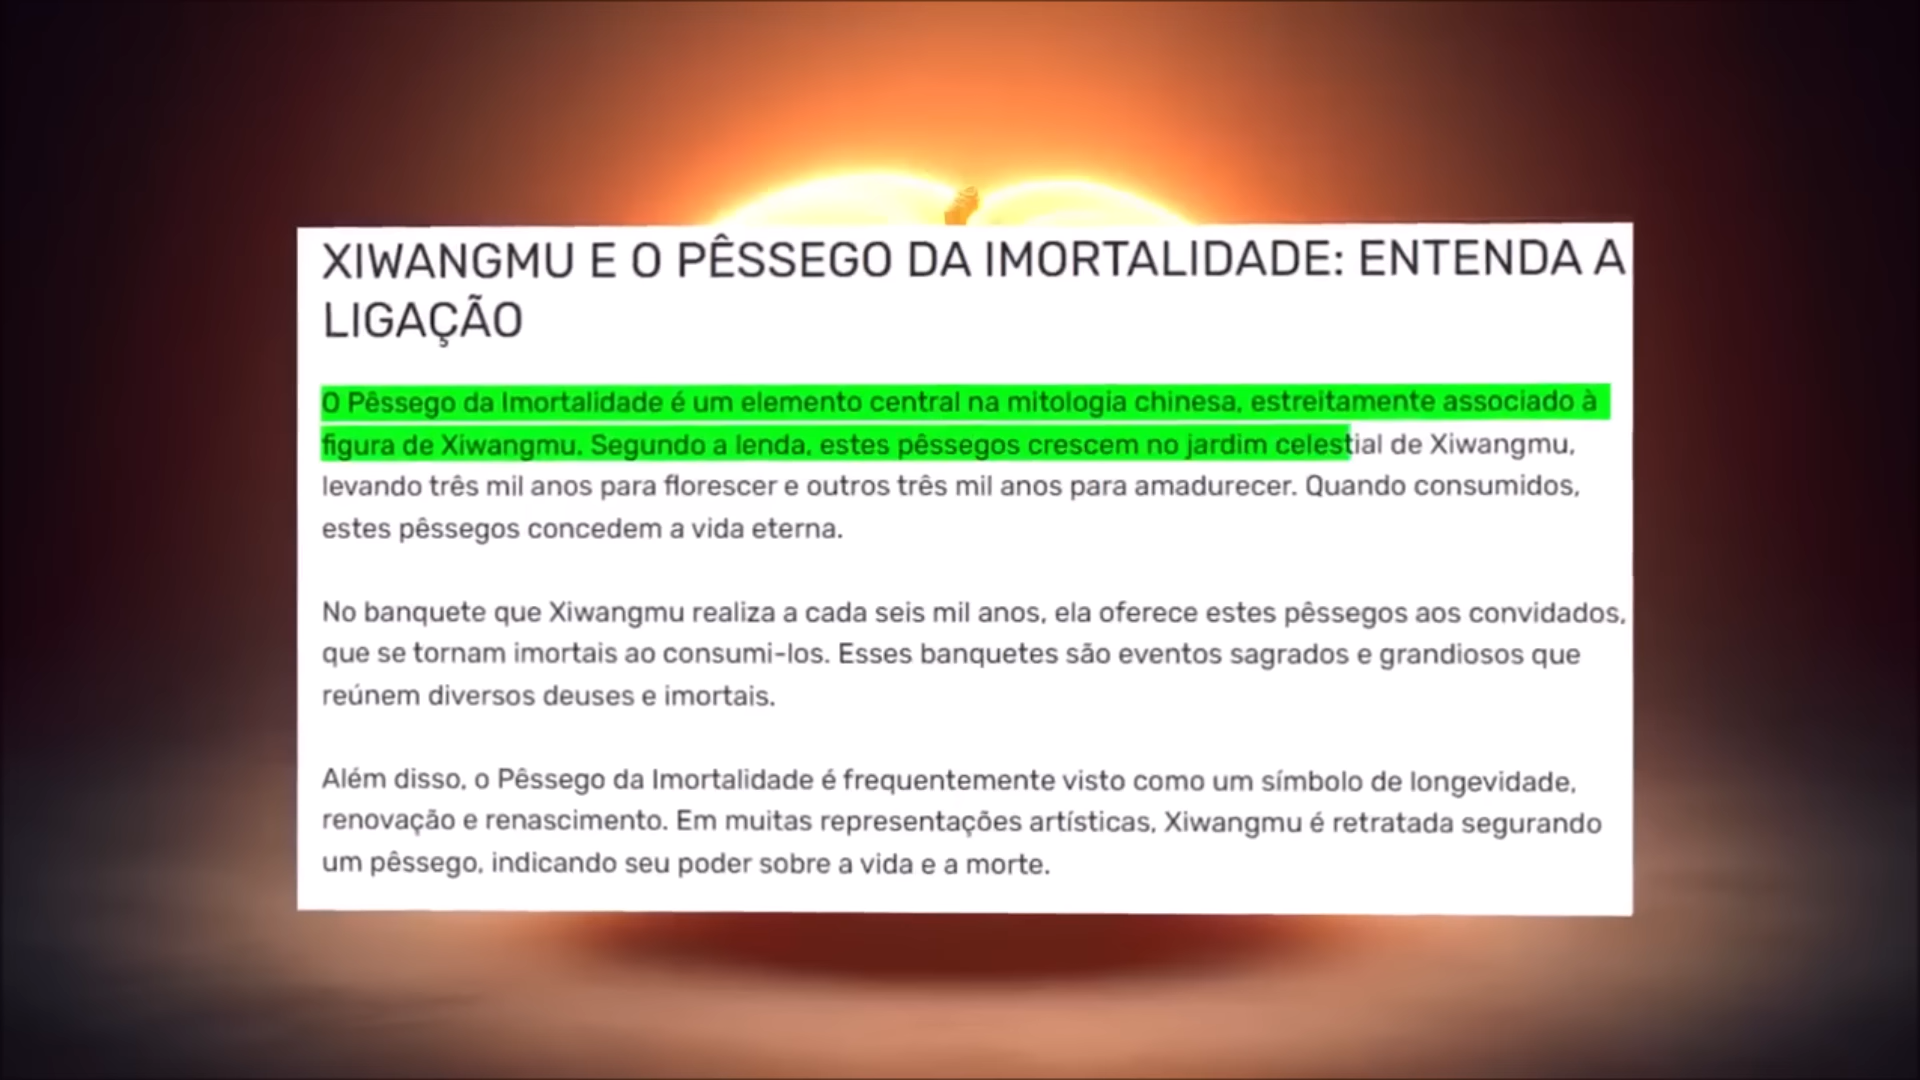 XIWANGMU E O PÊSSEGO DA IMORTALIDADE: ENTENDA A
LIGAÇÃO
O Pêssego da Imortalidade é um elemento central na mitologia chinesa, estreitamente associado à
figura de Xiwangmu. Segundo a lenda, estes pêssegos crescem no jardim celestial de Xiwangmu,
levando três mil anos para florescer e outros três mil anos para amadurecer. Quando consumidos,
estes pêssegos concedem a vida eterna.
No banquete que Xiwangmu realiza a cada seis mil anos, ela oferece estes pêssegos aos convidados,
que se tornam imortais ao consumi-los. Esses banquetes são eventos sagrados e grandiosos que
reúnem diversos deuses e imortais.
Além disso, o Pêssego da Imortalidade é frequentemente visto como um símbolo de longevidade,
renovação e renascimento. Em muitas representações artísticas, Xiwangmu é retratada segurando
um pêssego, indicando seu poder sobre a vida e a morte.